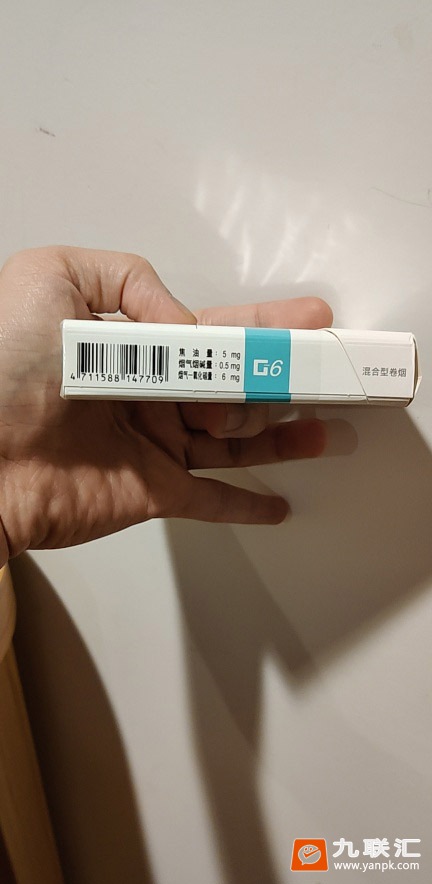 焦油量：5 mg
烟气烟碱量：0.5 mg
烟气一氧化碳量：6 mg
4 711588 147709
G6
混合型卷烟
九联汇
www.yanpk.com